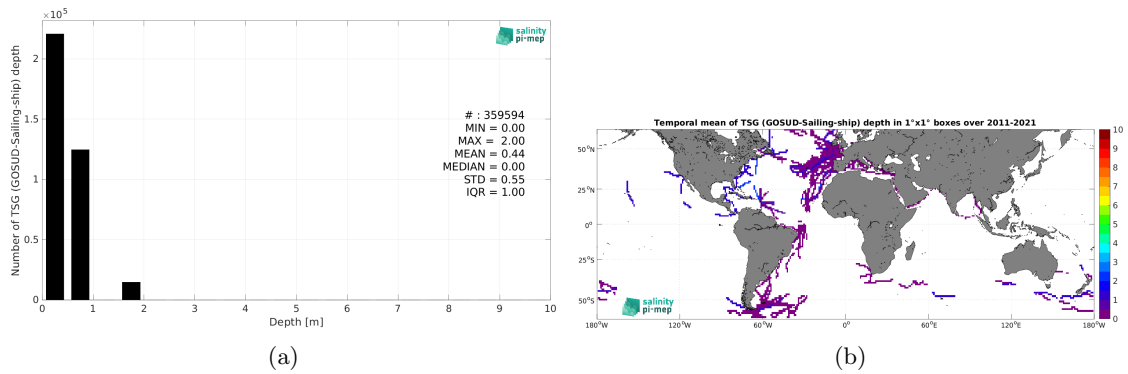 ×10⁵
2
1.5
1
0.5
0
Number of TSG (GOSUD-Sailing-ship) depth
salinity
pi-mep
# : 359594
MIN = 0.00
MAX = 2.00
MEAN = 0.44
MEDIAN = 0.05
STD = 0.55
IQR = 1.00
0 1 2 3 4 5 6 7 8 9 10
Depth [m]
(a)
Temporal mean of TSG (GOSUD-Sailing-ship) depth in 1°x1° boxes over 2011-2021
50°N
25°N
0°
25°S
50°S
180°W 120°W 60°W 0° 60°E 120°E 180°W
salinity
pi-mep
10
9
8
7
6
5
4
3
2
1
0
(b)